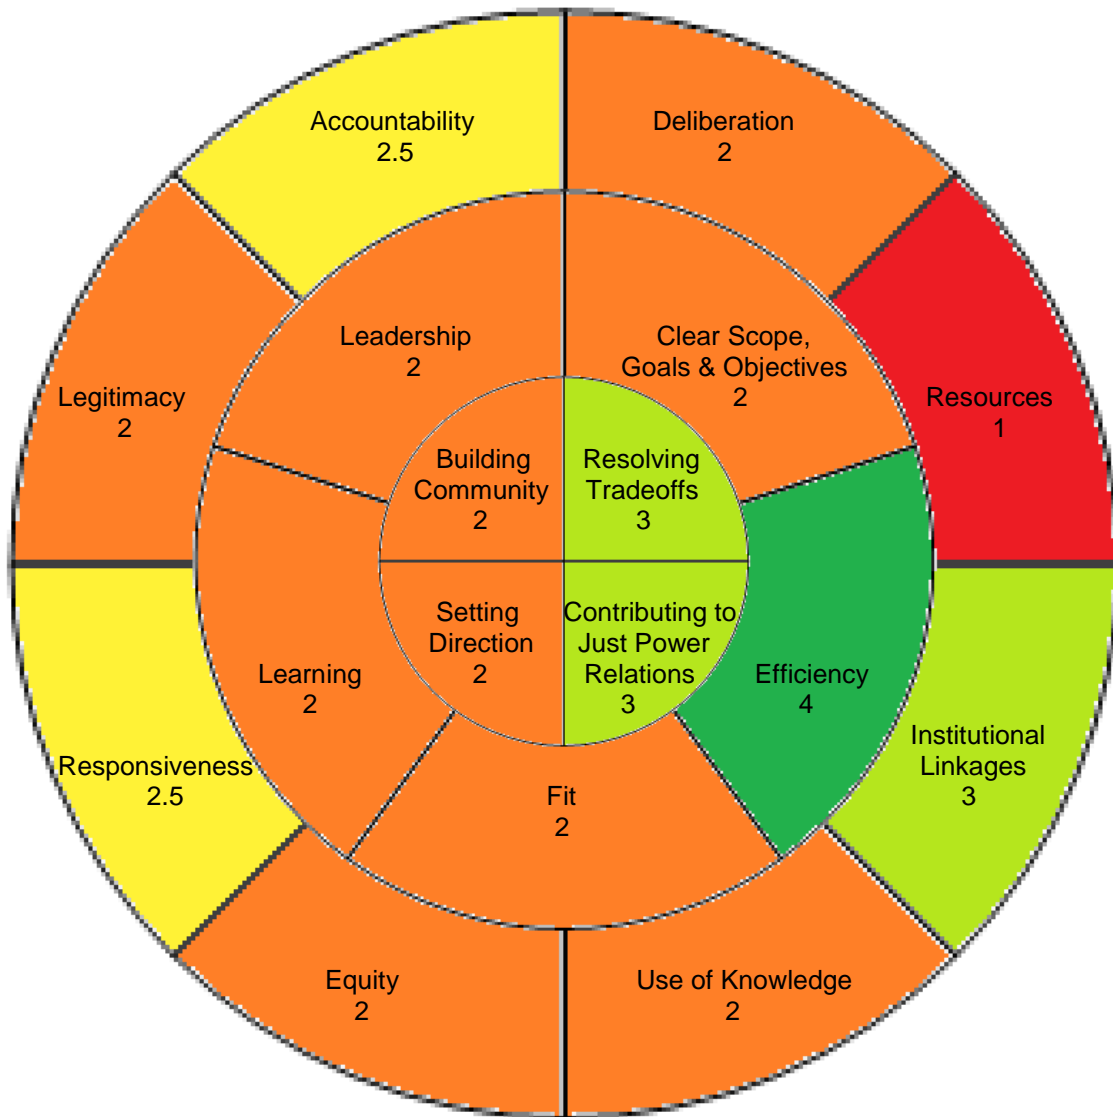 Accountability
2.5
Deliberation
2
Leadership
2
Clear Scope,
Goals & Objectives
2
Legitimacy
2
Resources
1
Building
Community
2
Resolving
Tradeoffs
3
Setting
Direction
2
Contributing to
Just Power
Relations
3
Learning
2
Efficiency
4
Responsiveness
2.5
Institutional
Linkages
3
Fit
2
Equity
2
Use of Knowledge
2